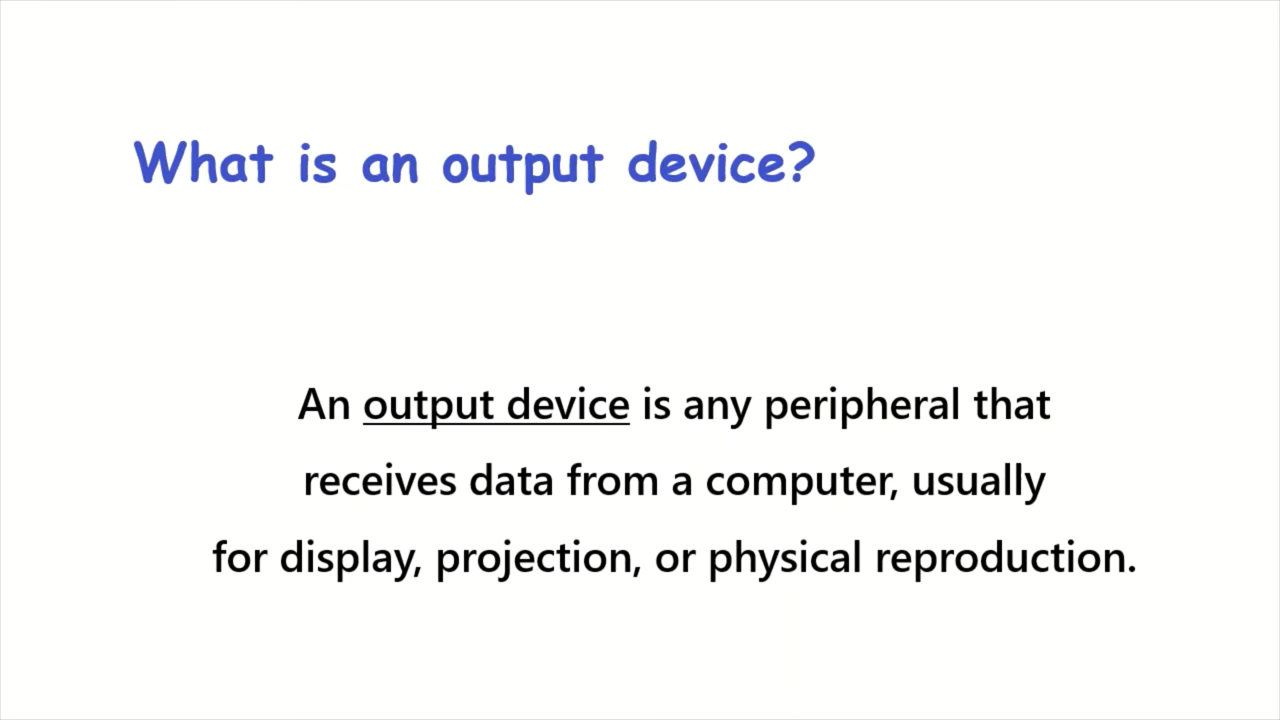 What is an output device?
An output device is any peripheral that
receives data from a computer, usually
for display, projection, or physical reproduction.